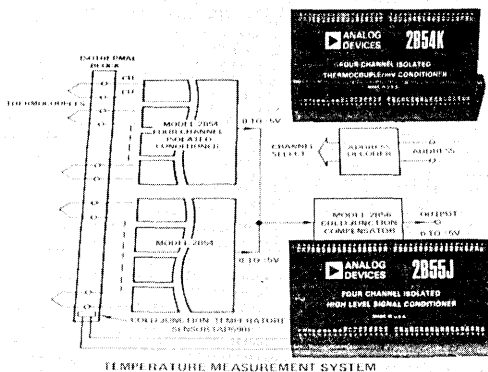 ISOTHERMAL
BLOCK
THERMOCOUPLES
MODEL 2B54
FOUR CHANNEL
ISOLATED
CONDITIONER
0 TO +5V
MODEL 2B54
0 TO +5V
COLD JUNCTION TEMPERATURE
SENSOR (AD590)
ANALOG
DEVICES
2B54K
FOUR CHANNEL ISOLATED
THERMOCOUPLE/MV CONDITIONER
MADE IN U.S.A.
CHANNEL
SELECT
ADDRESS
DECODER
ADDRESS
MODEL 2B56
COLD JUNCTION
COMPENSATOR
OUTPUT
0 TO +5V
ANALOG
DEVICES
2B55J
FOUR CHANNEL ISOLATED
HIGH LEVEL SIGNAL CONDITIONER
MADE IN U.S.A.
TEMPERATURE MEASUREMENT SYSTEM